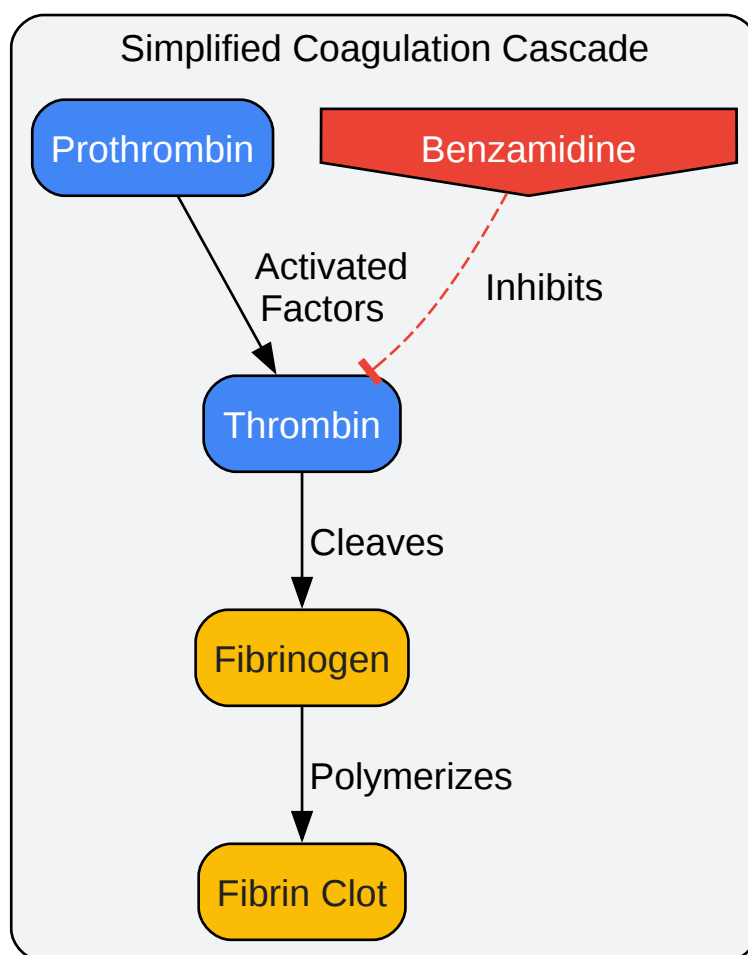 Simplified Coagulation Cascade
Prothrombin
Benzamidine
Activated
Factors
Inhibits
Thrombin
Cleaves
Fibrinogen
Polymerizes
Fibrin Clot